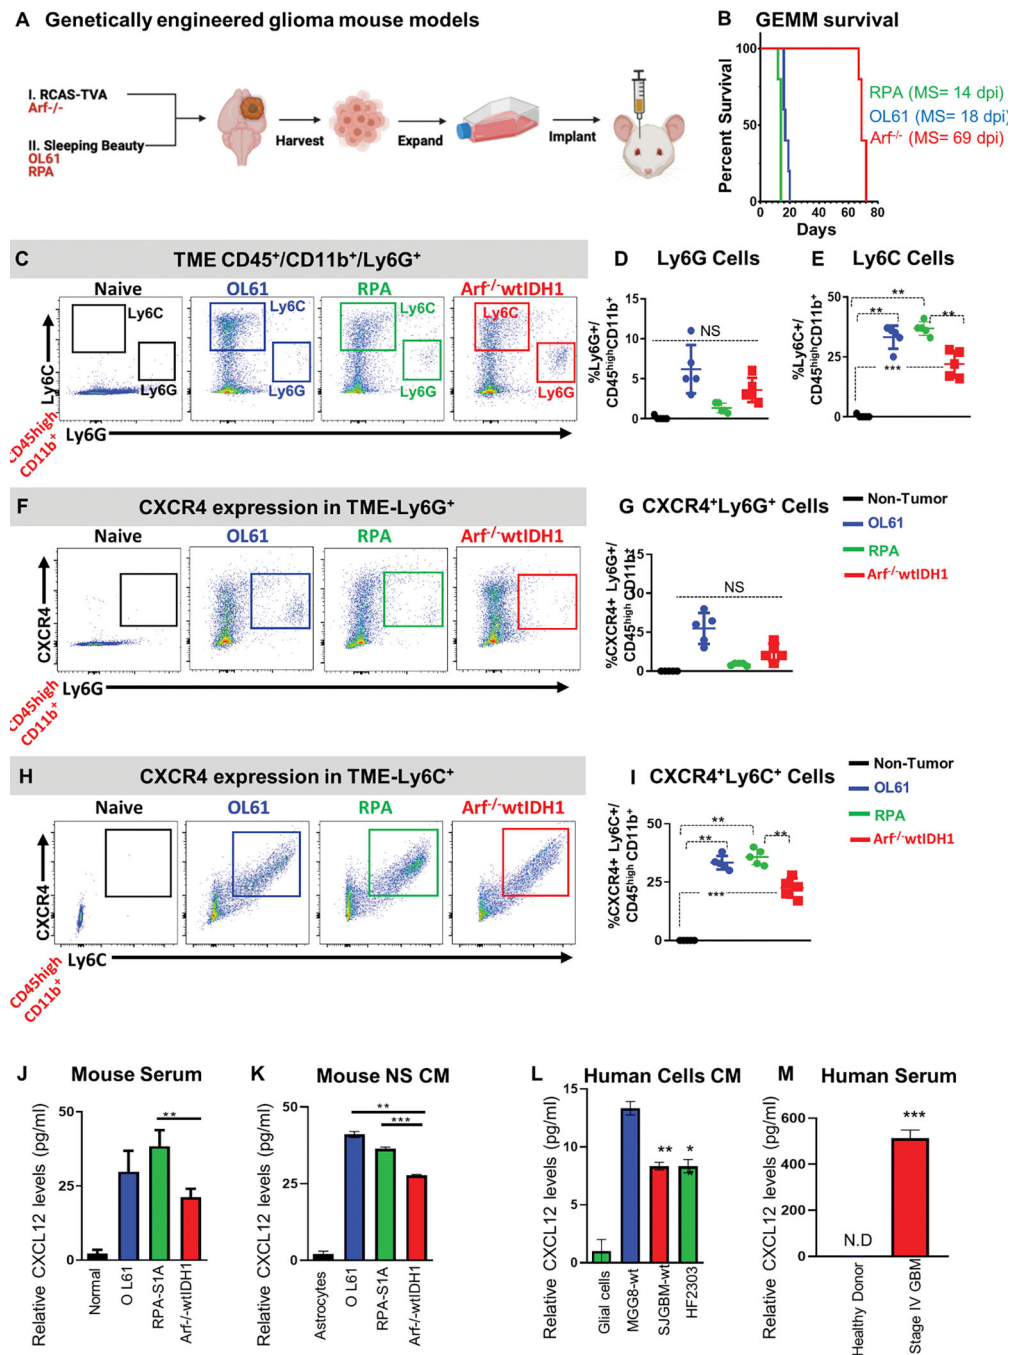 A Genetically engineered glioma mouse models
I. RCAS-TVA
Arf-/-
II. Sleeping Beauty
OL61
RPA
Harvest
Expand
Implant
B GEMM survival
Percent Survival
100
50
0
0 20 40 60 80
Days
RPA (MS= 14 dpi)
OL61 (MS= 18 dpi)
Arf-/- (MS= 69 dpi)
C TME CD45+/CD11b+/Ly6G+
Naive OL61 RPA Arf-/-wtIDH1
Ly6C Ly6C Ly6C Ly6C
Ly6G Ly6G Ly6G Ly6G
Ly6C
Ly6G
CD45high
CD11b+
D Ly6G Cells
%Ly6G+/
CD45highCD11b+
15
10
5
0
NS
E Ly6C Cells
%Ly6C+/
CD45highCD11b+
50
25
0
**
** **
***
F CXCR4 expression in TME-Ly6G+
Naive OL61 RPA Arf-/-wtIDH1
CXCR4
Ly6G
CD45high
CD11b+
G CXCR4+Ly6G+ Cells
%CXCR4+ Ly6G+/
CD45high CD11b+
15
10
5
0
NS
Non-Tumor
OL61
RPA
Arf-/-wtIDH1
H CXCR4 expression in TME-Ly6C+
Naive OL61 RPA Arf-/-wtIDH1
CXCR4
Ly6C
CD45high
CD11b+
I CXCR4+Ly6C+ Cells
%CXCR4+ Ly6C+/
CD45high CD11b+
50
25
0
**
** **
***
Non-Tumor
OL61
RPA
Arf-/-wtIDH1
J Mouse Serum
Relative CXCL12 levels (pg/ml)
50
25
0
**
Normal
O L61
RPA-S1A
Arf-/-wtIDH1
K Mouse NS CM
Relative CXCL12 levels (pg/ml)
50
25
0
**
***
Astrocytes
O L61
RPA-S1A
Arf-/-wtIDH1
L Human Cells CM
Relative CXCL12 levels (pg/ml)
15
10
5
0
** *
*
Glial cells
MGG8-wt
SJGBM-wt
HF2303
M Human Serum
Relative CXCL12 levels (pg/ml)
600
400
200
0
N.D
***
Healthy Donor
Stage IV GBM